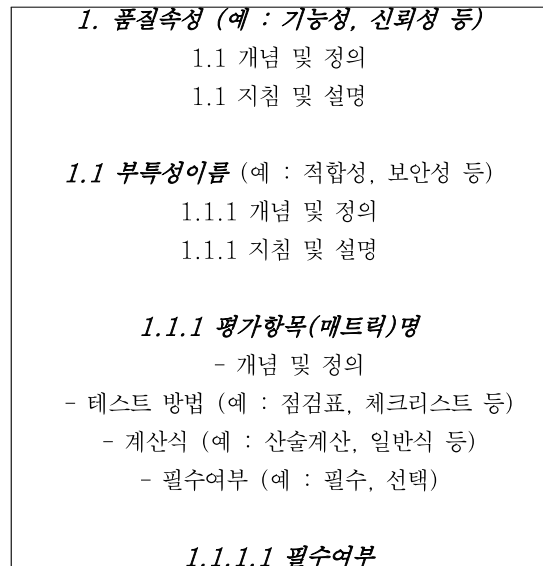 1. 품질속성 (예 : 기능성, 신뢰성 등)
1.1 개념 및 정의
1.1 지침 및 설명
1.1 부특성이름 (예 : 적합성, 보안성 등)
1.1.1 개념 및 정의
1.1.1 지침 및 설명
1.1.1 평가항목(매트릭)명
- 개념 및 정의
- 테스트 방법 (예 : 점검표, 체크리스트 등)
- 계산식 (예 : 산술계산, 일반식 등)
- 필수여부 (예 : 필수, 선택)
1.1.1.1 필수여부